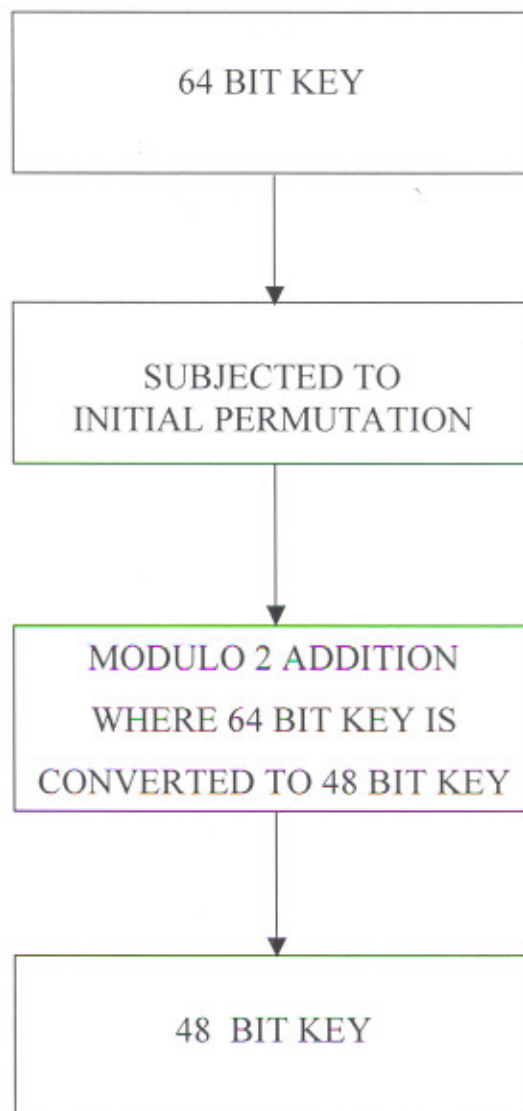 64 BIT KEY
SUBJECTED TO
INITIAL PERMUTATION
MODULO 2 ADDITION
WHERE 64 BIT KEY IS
CONVERTED TO 48 BIT KEY
48 BIT KEY